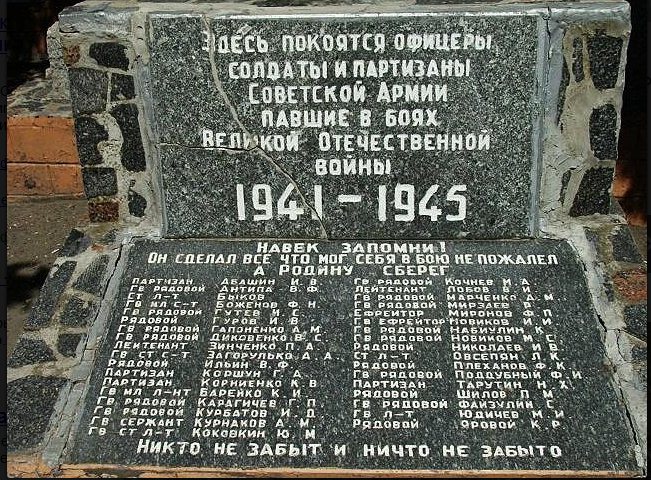 Здесь покоятся офицеры
солдаты и партизаны
Советской Армии
павшие в боях
Великой Отечественной
войны
1941-1945
Навек запомни!
Он сделал всё что мог себя в бою не пожалел
а Родину сберег
Партизан Абашин И.В.
Гв рядовой Антипа В.Ф.
Ст л-т Быков
Гв мл с-т Боженов Ф.Н.
Гв рядовой Гутев И.С.
Рядовой Гуров И.В.
Гв рядовой Гапоненко А.М
Гв рядовой Диковенко В.С.
Лейтенант Зинченко П.А.
Гв ст с-т Загорулько А.А.
Рядовой Ильин В.Ф.
Партизан Коршун Г.А.
Партизан Корниенко К.В
Гв мл л-нт Барейко К.И.
Гв. рядовой Карагичев Г.П
Гв рядовой Курбатов И.Д
Гв сержант Курнаков А.М.
Гв ст л-т Коковкин Ю.М
Гв рядовой Кочнев И.А.
Лейтенант Лобов В.И.
Гв рядовой Марченко Д.М
Гв рядовой Мирзаев Р.
Ефрейтор Миронов Ф.П
Гв ефрейтор Новиков И.И
Гв рядовой Набиулин К.
Гв рядовой Новиков М.С.
Рядовой Николаев И.В.
Ст л-т Овсепян Л.К.
Рядовой Плеханов Ф.К.
Гв рядовой Поддубный Ф.И
Партизан Тарутин Н.Х.
Рядовой Шилов П.М
Гв рядовой Файзулин С
Гв л-т Юдичев М.И
Рядовой Яровой К.Р.
Никто не забыт и ничто не забыто